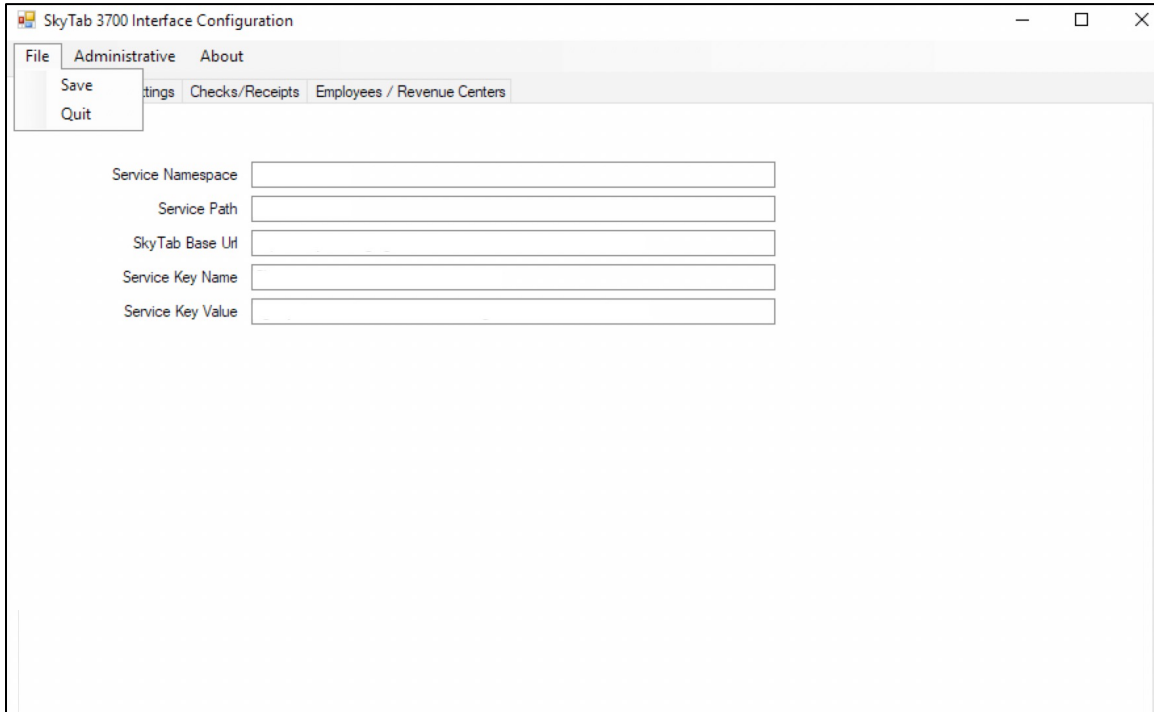 SkyTab 3700 Interface Configuration
File Administrative About
Save
Quit
ttings Checks/Receipts Employees / Revenue Centers
Service Namespace
Service Path
SkyTab Base Url
Service Key Name
Service Key Value